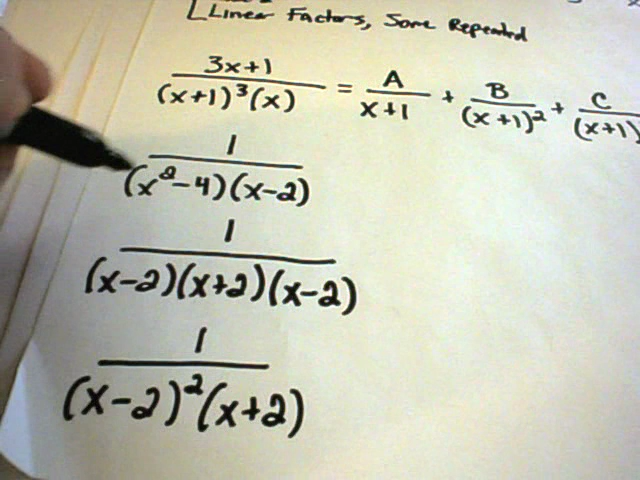 Linear Factors, Some Repeated
3x+1
(x+1)³(x)
= A
x+1
+ B
(x+1)²
+ C
(x+1)
1
(x²-4)(x-2)
1
(x-2)(x+2)(x-2)
1
(x-2)²(x+2)